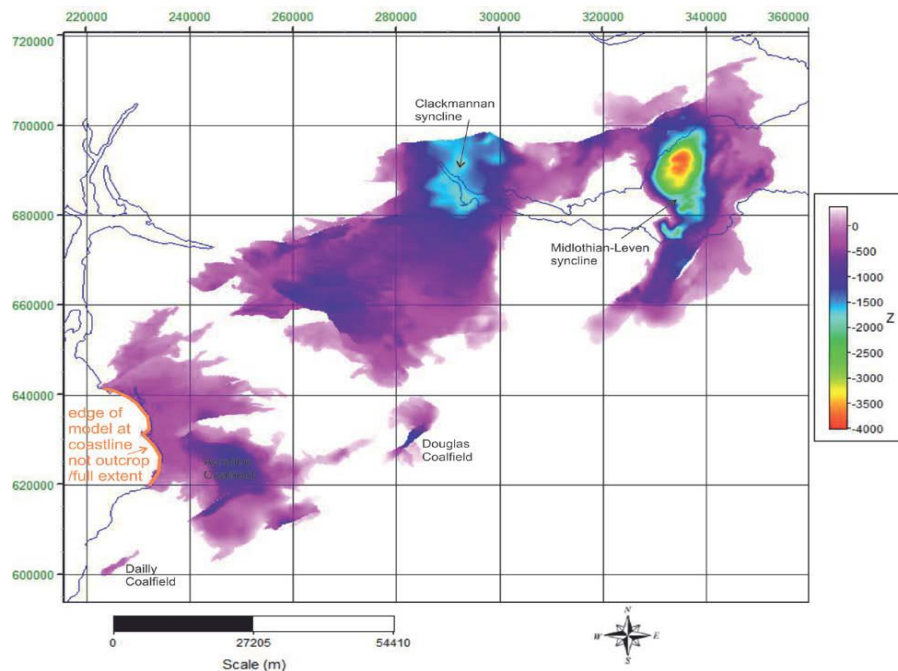 220000 240000 260000 280000 300000 320000 340000 360000
720000
700000
680000
660000
640000
620000
600000
Clackmannan
syncline
Midlothian-Leven
syncline
0
-500
-1000
-1500
-2000
-2500
-3000
-3500
-4000
Z
edge of
model at
coastline
not outcrop
/full extent
Douglas
Coalfield
Dailly
Coalfield
0 27205 54410
Scale (m)
N
W E
S